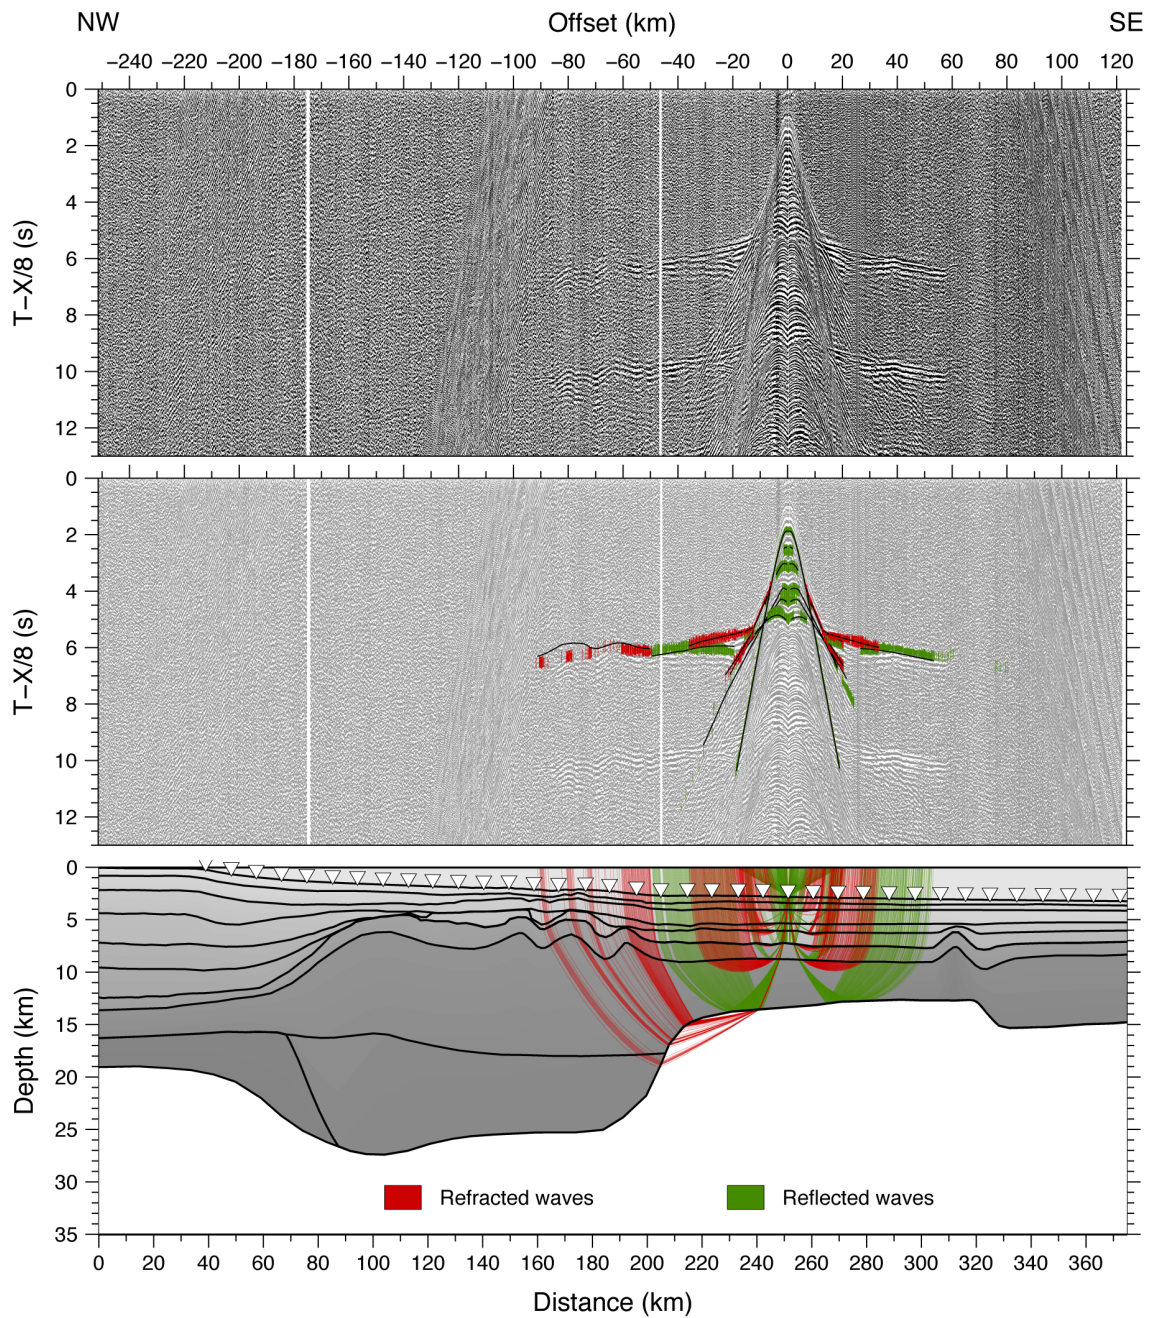 NW Offset (km) SE
−240 −220 −200 −180 −160 −140 −120 −100 −80 −60 −40 −20 0 20 40 60 80 100 120
T−X/8 (s)
0
2
4
6
8
10
12
T−X/8 (s)
0
2
4
6
8
10
12
Depth (km)
0
5
10
15
20
25
30
35
Refracted waves Reflected waves
0 20 40 60 80 100 120 140 160 180 200 220 240 260 280 300 320 340 360
Distance (km)